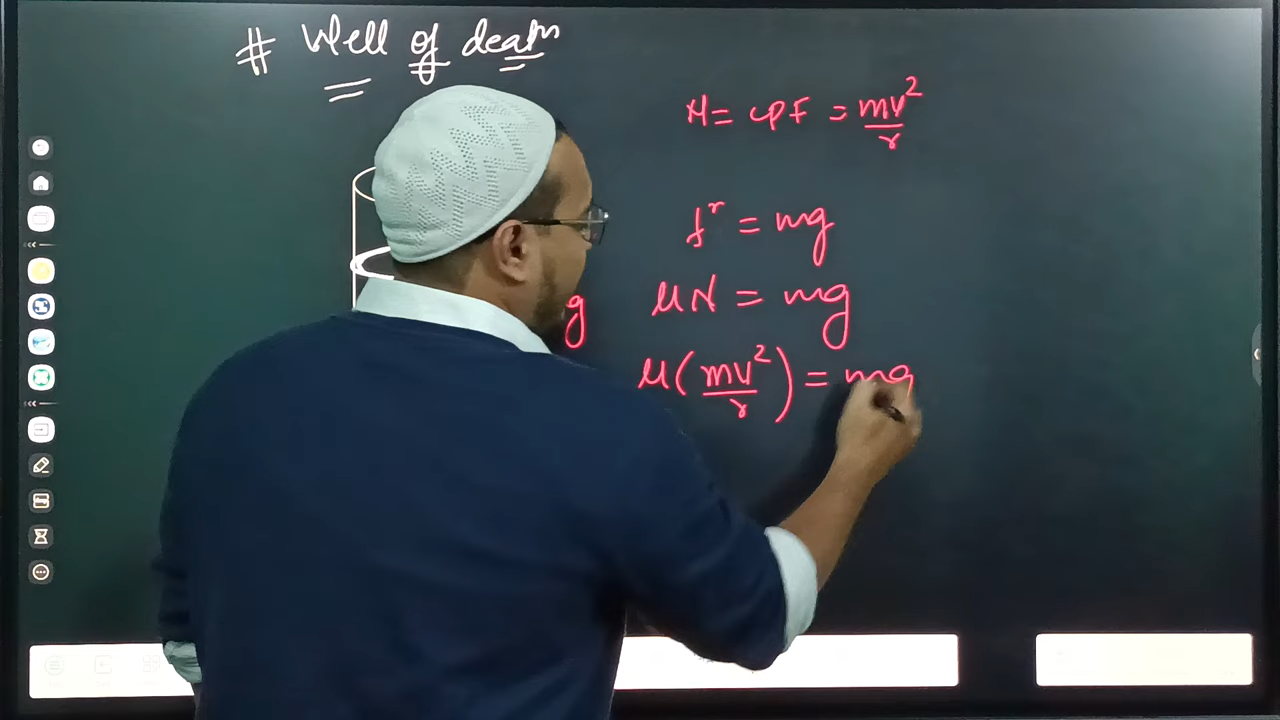 # Well of death
N = CPF = mv²/r
fʳ = mg
g
μN = mg
μ(mv²/r) = mg